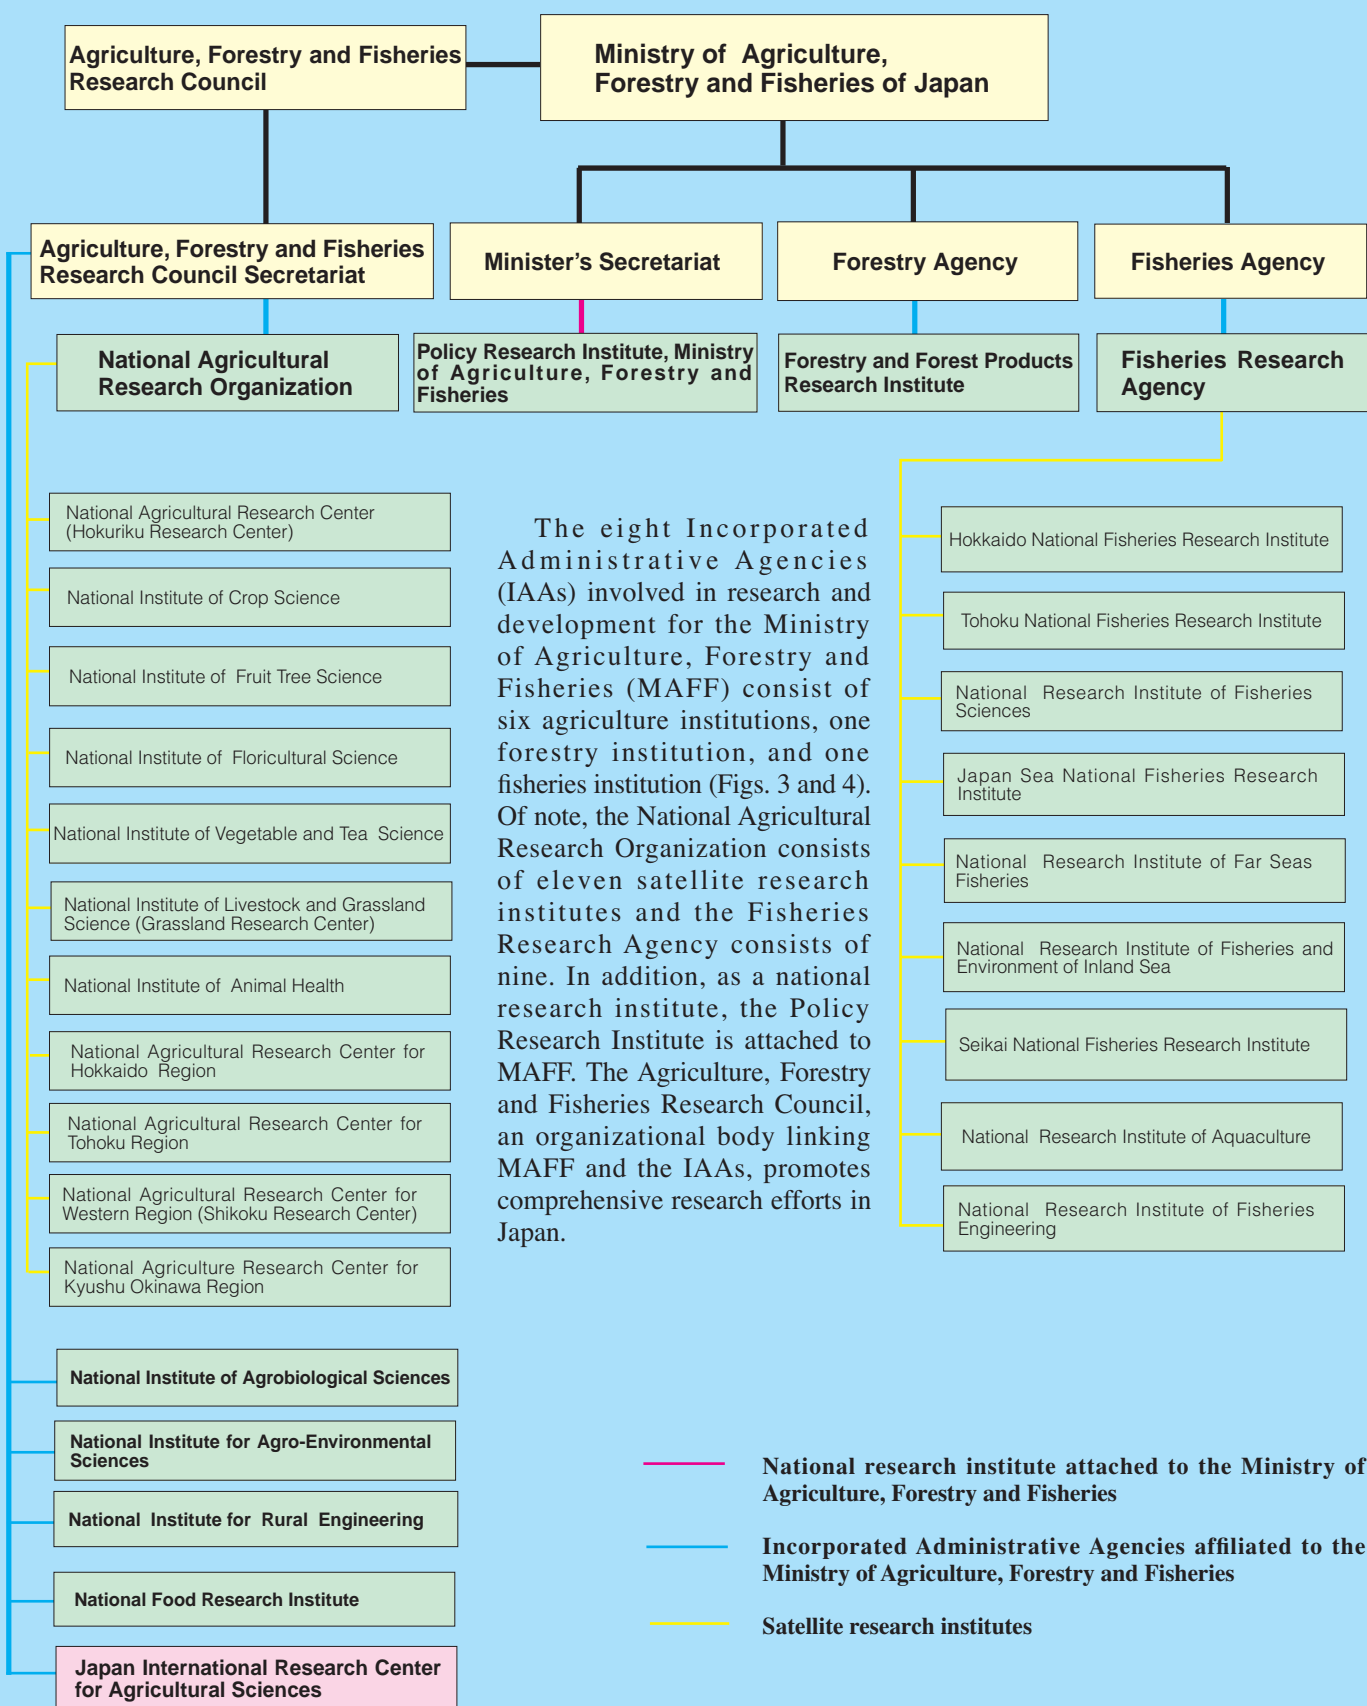 Agriculture, Forestry and Fisheries
Research Council
Ministry of Agriculture,
Forestry and Fisheries of Japan
Agriculture, Forestry and Fisheries
Research Council Secretariat
Minister’s Secretariat
Forestry Agency
Fisheries Agency
National Agricultural
Research Organization
Policy Research Institute, Ministry
of Agriculture, Forestry and
Fisheries
Forestry and Forest Products
Research Institute
Fisheries Research
Agency
National Agricultural Research Center
(Hokuriku Research Center)
National Institute of Crop Science
National Institute of Fruit Tree Science
National Institute of Floricultural Science
National Institute of Vegetable and Tea Science
National Institute of Livestock and Grassland
Science (Grassland Research Center)
National Institute of Animal Health
National Agricultural Research Center for
Hokkaido Region
National Agricultural Research Center for
Tohoku Region
National Agricultural Research Center for
Western Region (Shikoku Research Center)
National Agriculture Research Center for
Kyushu Okinawa Region
The eight Incorporated
Administrative Agencies
(IAAs) involved in research and
development for the Ministry
of Agriculture, Forestry and
Fisheries (MAFF) consist of
six agriculture institutions, one
forestry institution, and one
fisheries institution (Figs. 3 and 4).
Of note, the National Agricultural
Research Organization consists
of eleven satellite research
institutes and the Fisheries
Research Agency consists of
nine. In addition, as a national
research institute, the Policy
Research Institute is attached to
MAFF. The Agriculture, Forestry
and Fisheries Research Council,
an organizational body linking
MAFF and the IAAs, promotes
comprehensive research efforts in
Japan.
Hokkaido National Fisheries Research Institute
Tohoku National Fisheries Research Institute
National Research Institute of Fisheries
Sciences
Japan Sea National Fisheries Research
Institute
National Research Institute of Far Seas
Fisheries
National Research Institute of Fisheries and
Environment of Inland Sea
Seikai National Fisheries Research Institute
National Research Institute of Aquaculture
National Research Institute of Fisheries
Engineering
National Institute of Agrobiological Sciences
National Institute for Agro-Environmental
Sciences
National Institute for Rural Engineering
National Food Research Institute
Japan International Research Center
for Agricultural Sciences
National research institute attached to the Ministry of
Agriculture, Forestry and Fisheries
Incorporated Administrative Agencies affiliated to the
Ministry of Agriculture, Forestry and Fisheries
Satellite research institutes